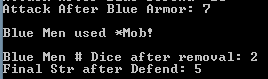 Attack After Blue Armor: 7
Blue Men used *Mob!
Blue Men # Dice after removal: 2
Final Str after Defend: 5